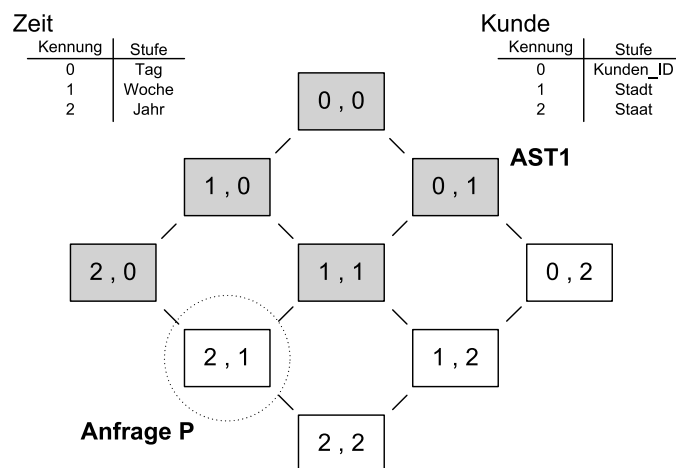 Zeit
Kennung Stufe
0 Tag
1 Woche
2 Jahr
Kunde
Kennung Stufe
0 Kunden_ID
1 Stadt
2 Staat
0 , 0
AST1
1 , 0
0 , 1
2 , 0
1 , 1
0 , 2
2 , 1
1 , 2
Anfrage P
2 , 2